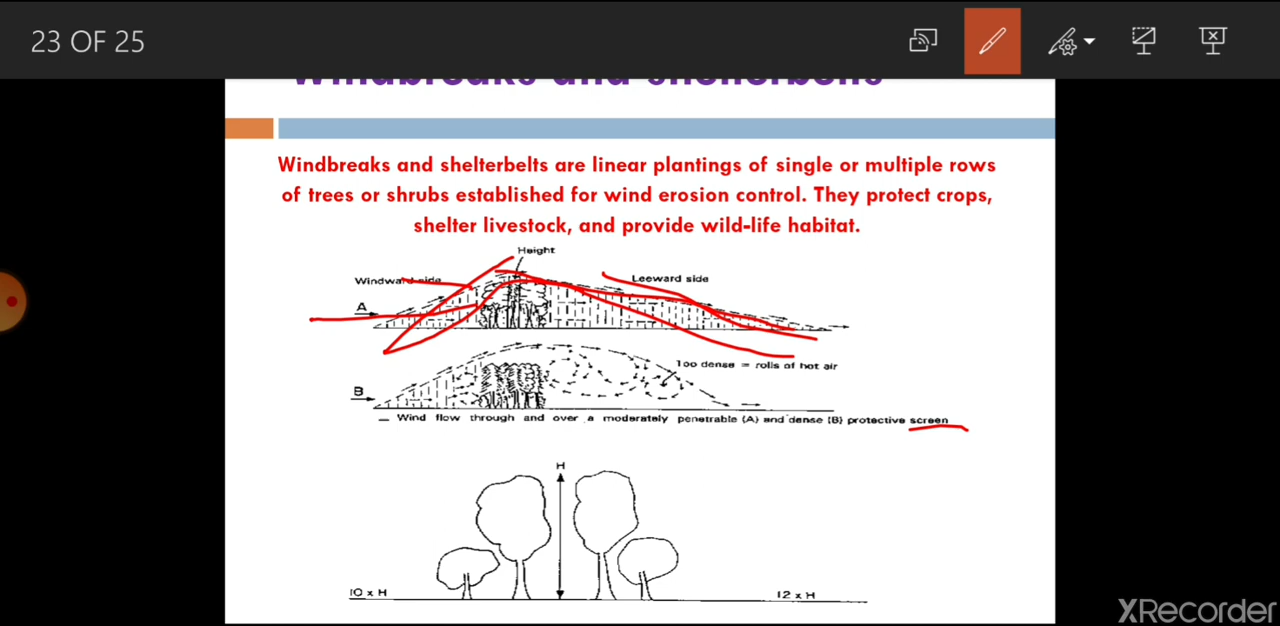 23 OF 25
Windbreaks and shelterbelts
Windbreaks and shelterbelts are linear plantings of single or multiple rows
of trees or shrubs established for wind erosion control. They protect crops,
shelter livestock, and provide wild-life habitat.
Height
Windward side
Leeward side
A
Too dense = rolls of hot air
B
— Wind flow through and over a moderately penetrable (A) and dense (B) protective screen
H
10 x H
12 x H
XRecorder